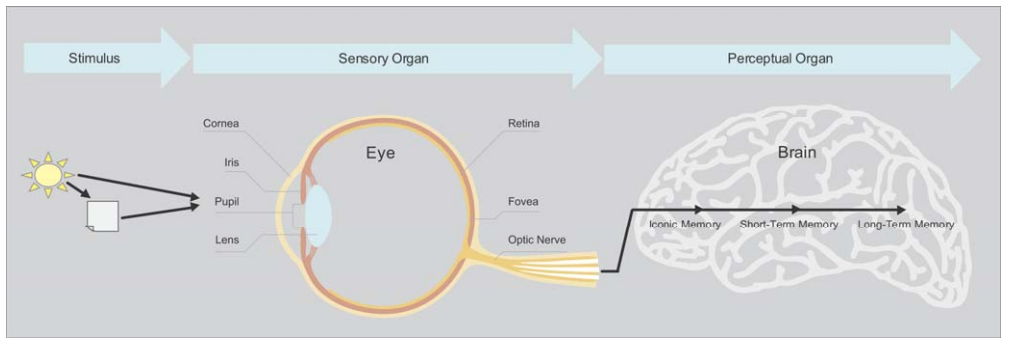 Stimulus
Sensory Organ
Perceptual Organ
Cornea
Iris
Pupil
Lens
Eye
Retina
Fovea
Optic Nerve
Brain
Iconic Memory
Short-Term Memory
Long-Term Memory